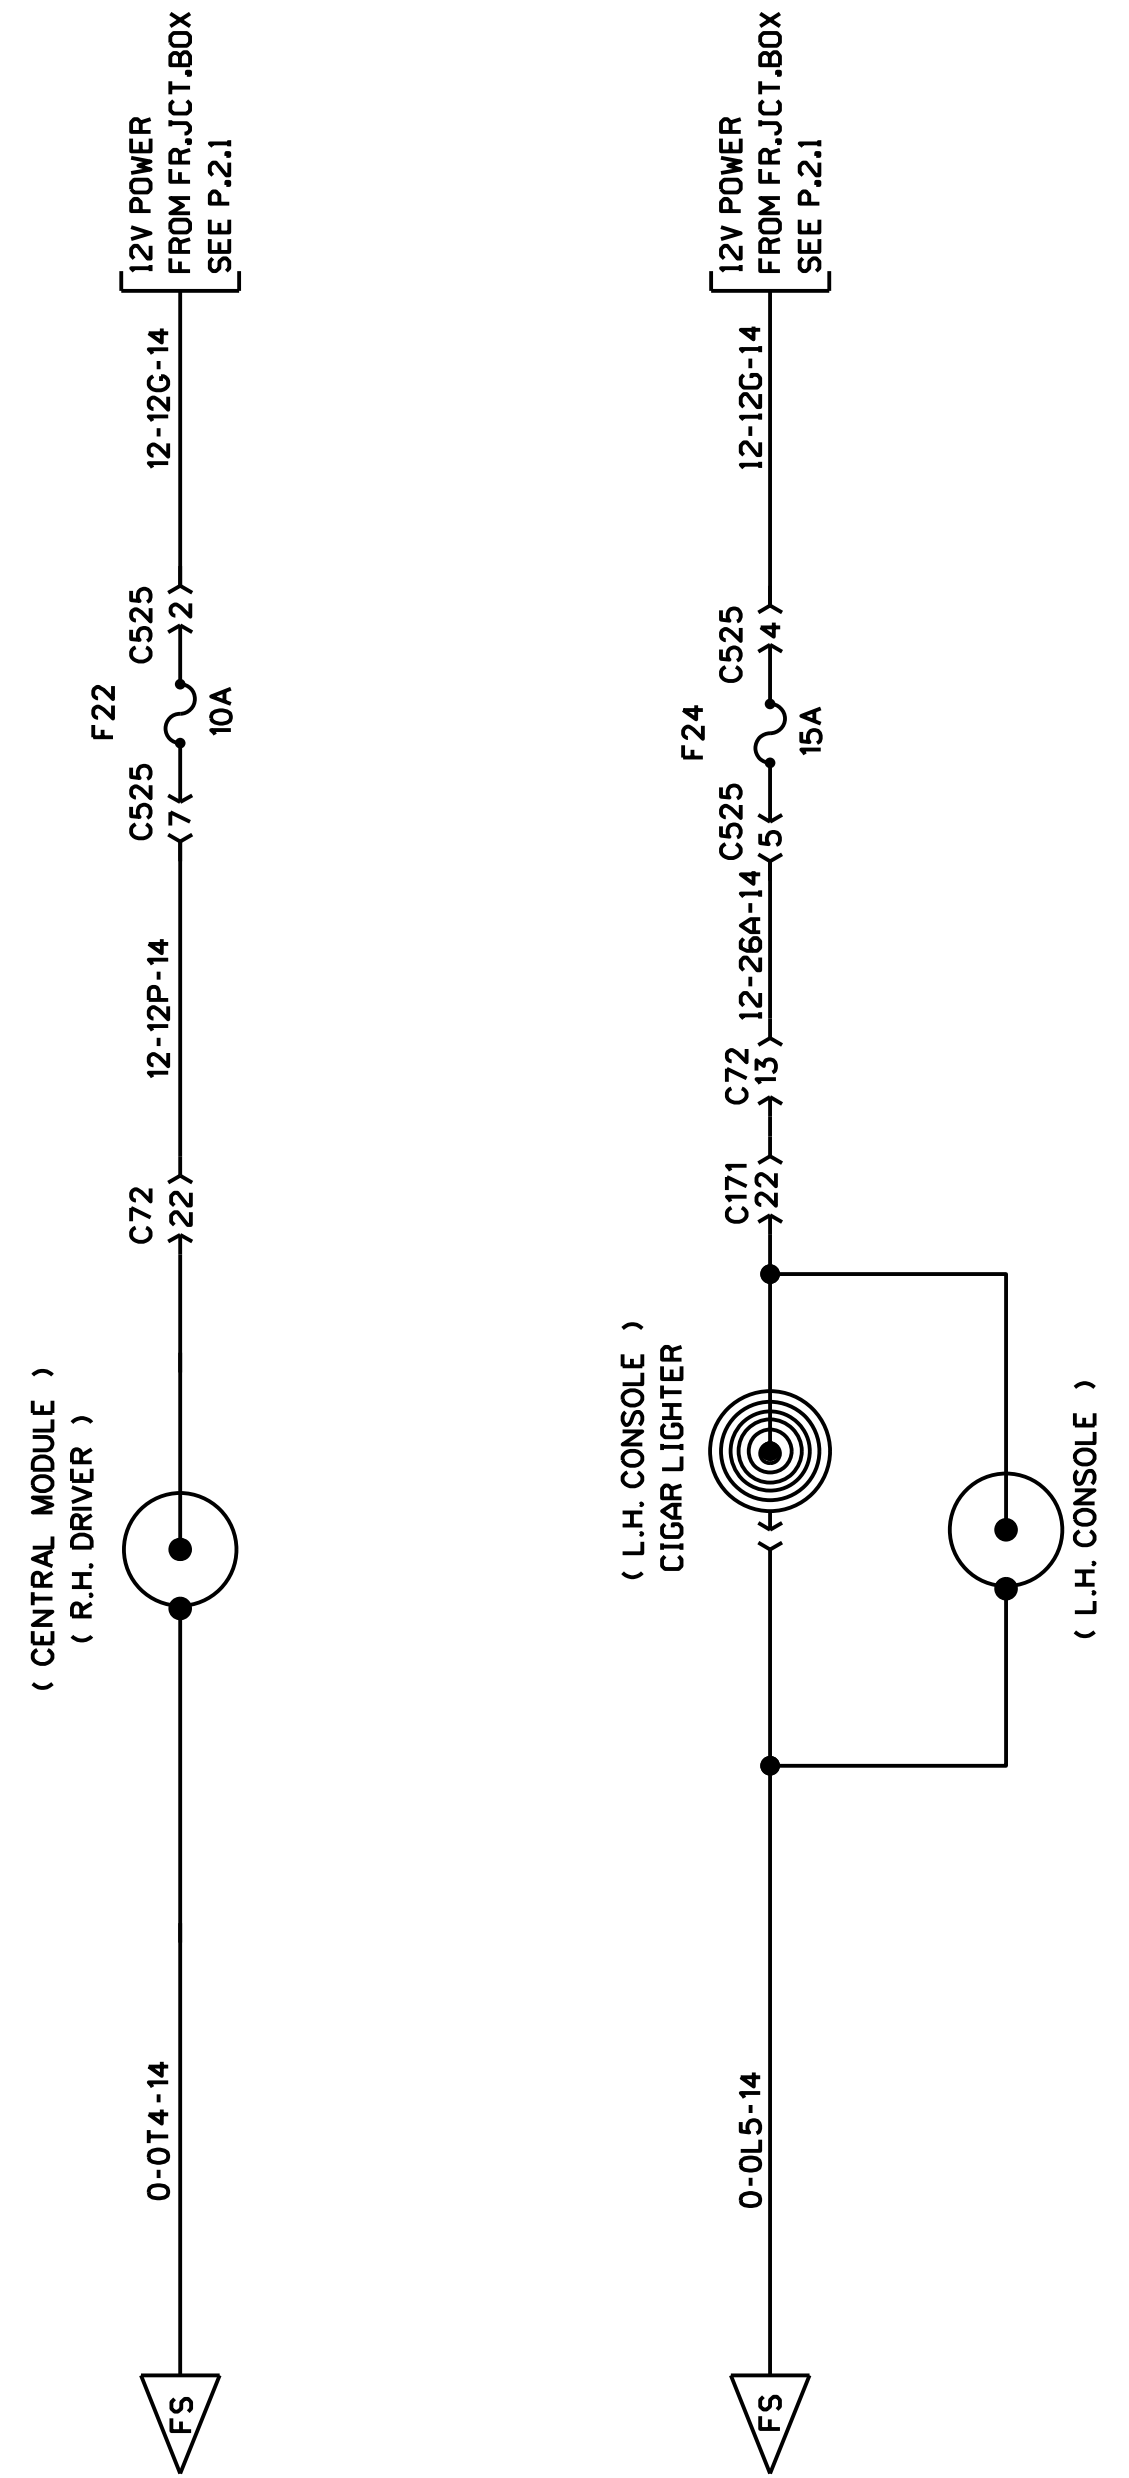 12V POWER
FROM FR.JCT.BOX
SEE P.2.1
12-12G-14
C525
2
F22
10A
C525
7
12-12P-14
C72
22
( CENTRAL MODULE )
( R.H. DRIVER )
0-0T4-14
FS
12V POWER
FROM FR.JCT.BOX
SEE P.2.1
12-12G-14
C525
4
F24
15A
C525
5
12-26A-14
C72
13
C171
22
( L.H. CONSOLE )
CIGAR LIGHTER
( L.H. CONSOLE )
0-0L5-14
FS